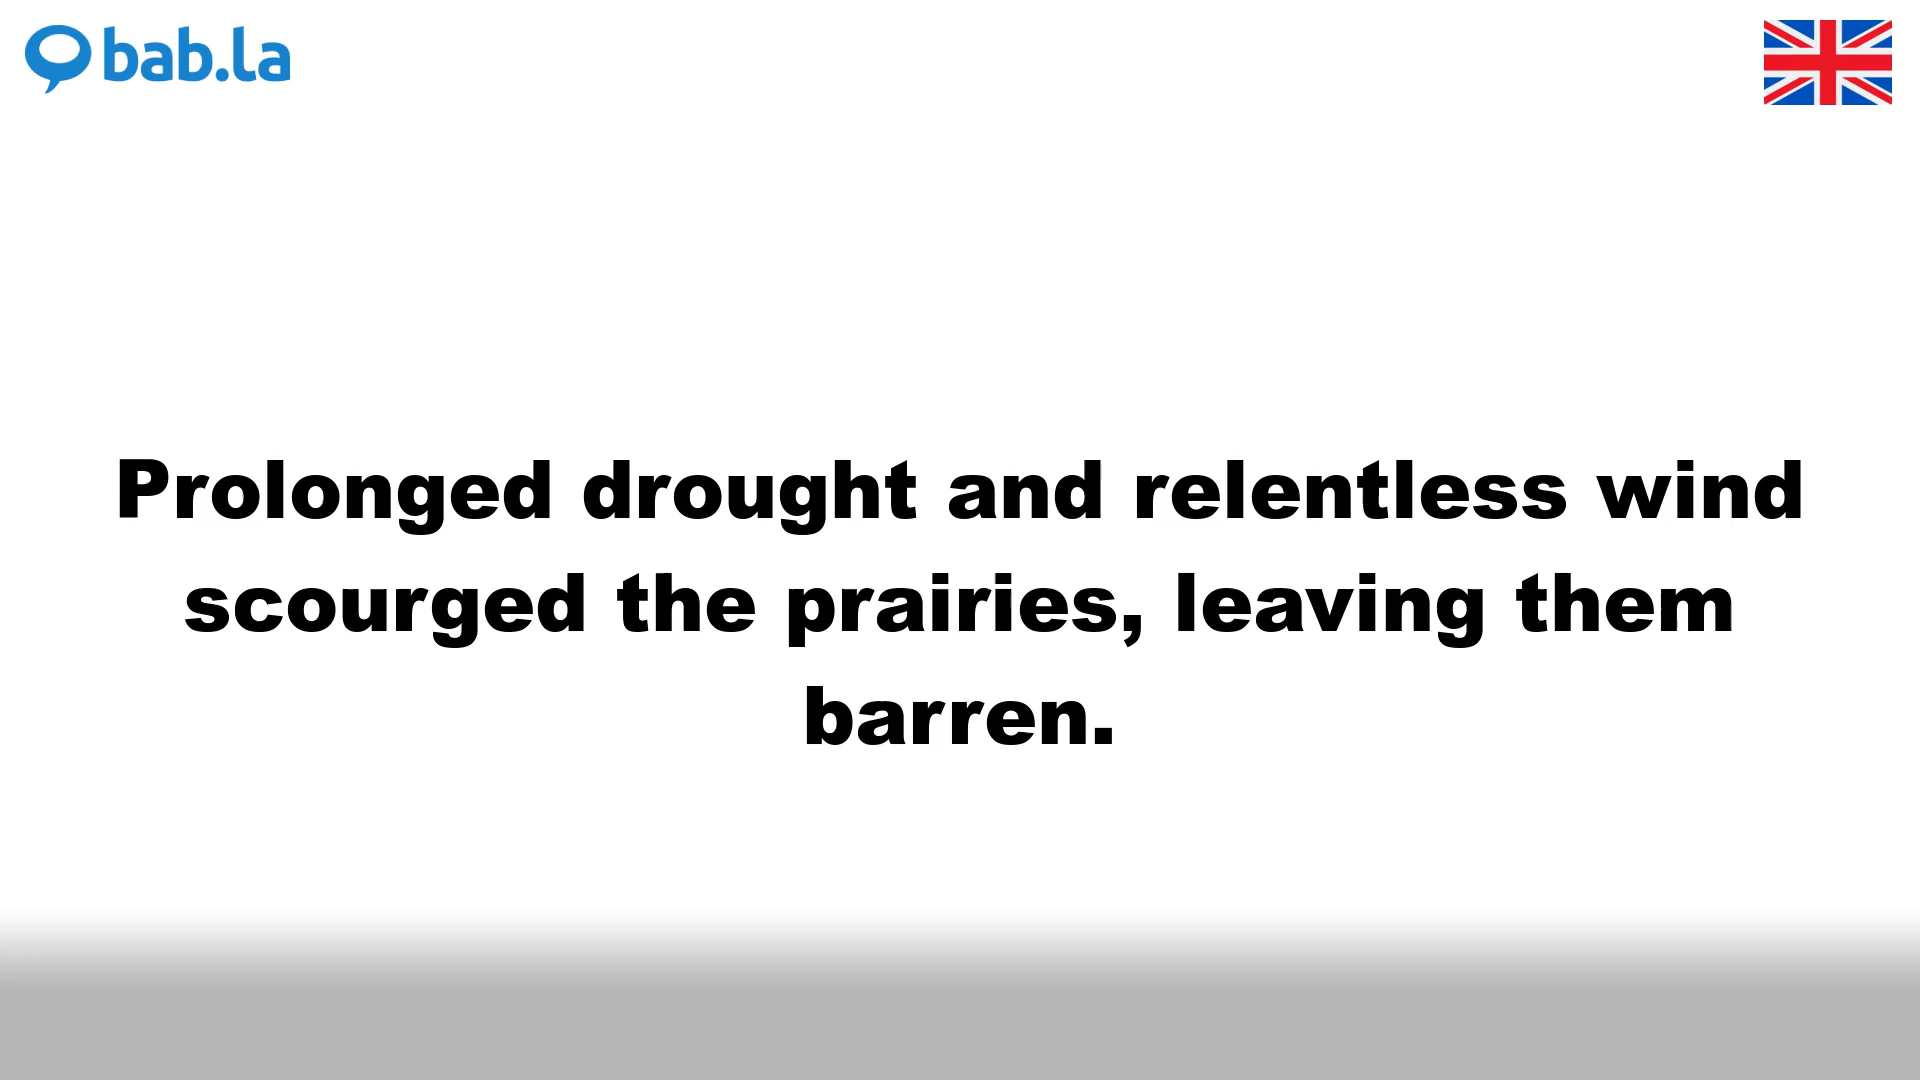 bab.la
Prolonged drought and relentless wind
scourged the prairies, leaving them
barren.